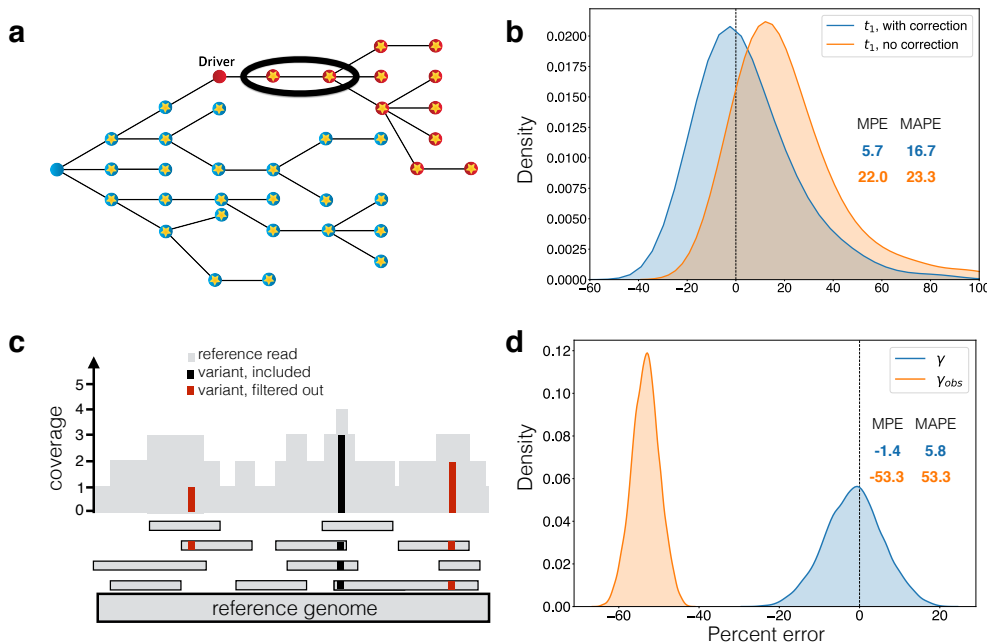 a
Driver
b
t₁, with correction
t₁, no correction
MPE MAPE
5.7 16.7
22.0 23.3
Density
0.0200
0.0175
0.0150
0.0125
0.0100
0.0075
0.0050
0.0025
0.0000
−60 −40 −20 0 20 40 60 80 100
c
reference read
variant, included
variant, filtered out
coverage
5
4
3
2
1
0
reference genome
d
γ
γobs
MPE MAPE
-1.4 5.8
-53.3 53.3
Density
0.12
0.10
0.08
0.06
0.04
0.02
0.00
−60 −40 −20 0 20
Percent error